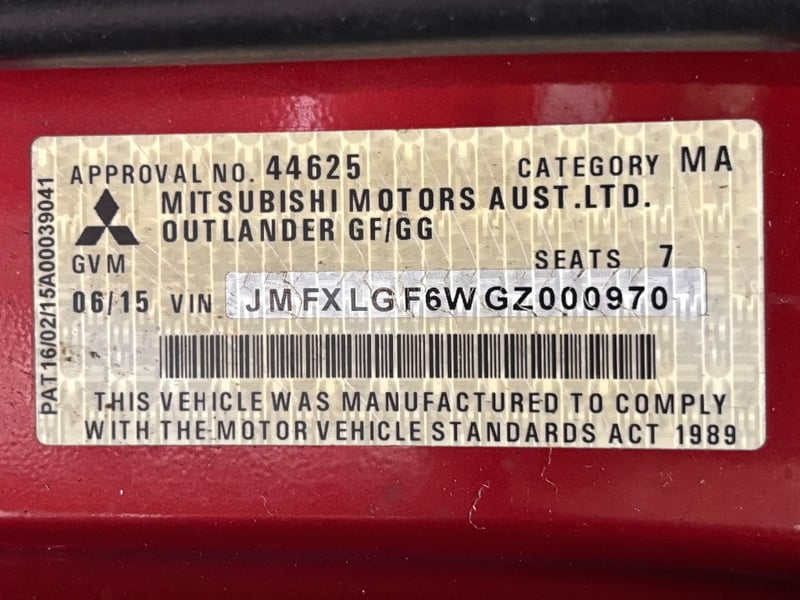 APPROVAL NO. 44625 CATEGORY MA
MITSUBISHI MOTORS AUST.LTD.
OUTLANDER GF/GG
GVM SEATS 7
06/15 VIN JMFXLGF6WGZ000970
THIS VEHICLE WAS MANUFACTURED TO COMPLY
WITH THE MOTOR VEHICLE STANDARDS ACT 1989
PAT16/02/15A00039041